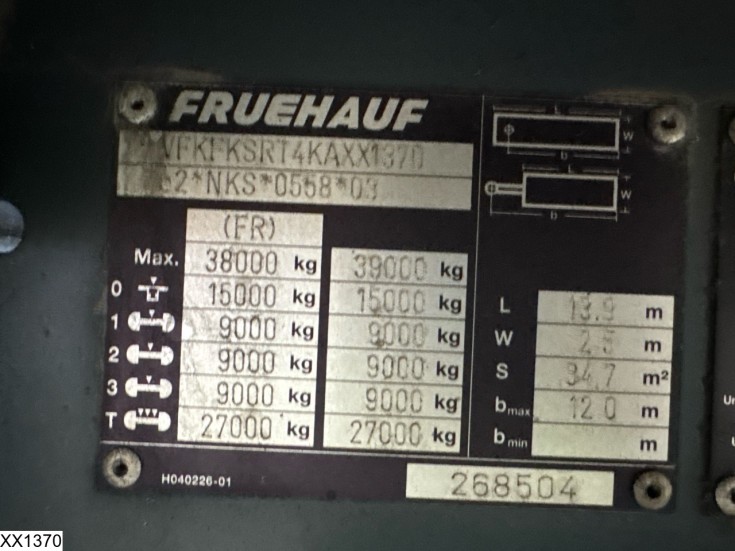 FRUEHAUF
VFKFKSRT4KAXX1370
2*NKS*0558*03
(FR)
Max. 38000 kg 39000 kg
0 15000 kg 15000 kg
1 9000 kg 9000 kg
2 9000 kg 9000 kg
3 9000 kg 9000 kg
T 27000 kg 27000 kg
L W b
L W b
L 13.9 m
W m
S 34.7 m²
bmax 12.0 m
bmin m
H040226-01
268504
XX1370